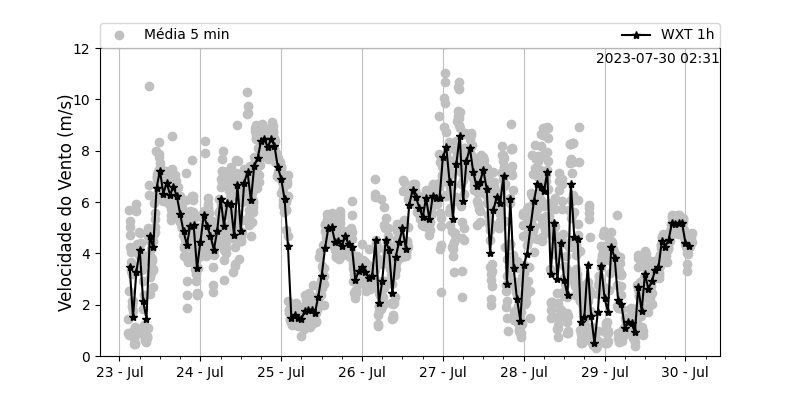 Média 5 min
WXT 1h
2023-07-30 02:31
Velocidade do Vento (m/s)
12
10
8
6
4
2
0
23 - Jul
24 - Jul
25 - Jul
26 - Jul
27 - Jul
28 - Jul
29 - Jul
30 - Jul